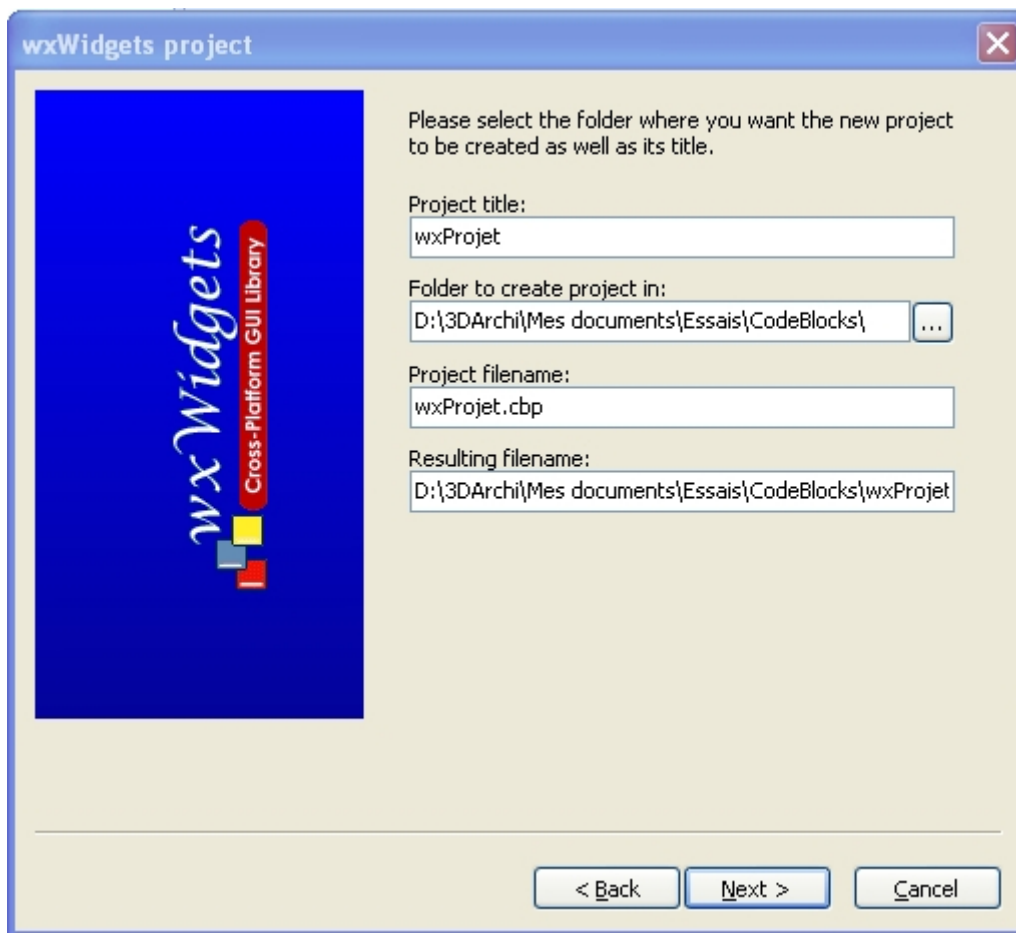 wxWidgets project
wxWidgets
Cross-Platform GUI Library
Please select the folder where you want the new project
to be created as well as its title.
Project title:
wxProjet
Folder to create project in:
D:\3DArchi\Mes documents\Essais\CodeBlocks\
...
Project filename:
wxProjet.cbp
Resulting filename:
D:\3DArchi\Mes documents\Essais\CodeBlocks\wxProjet
< Back
Next >
Cancel